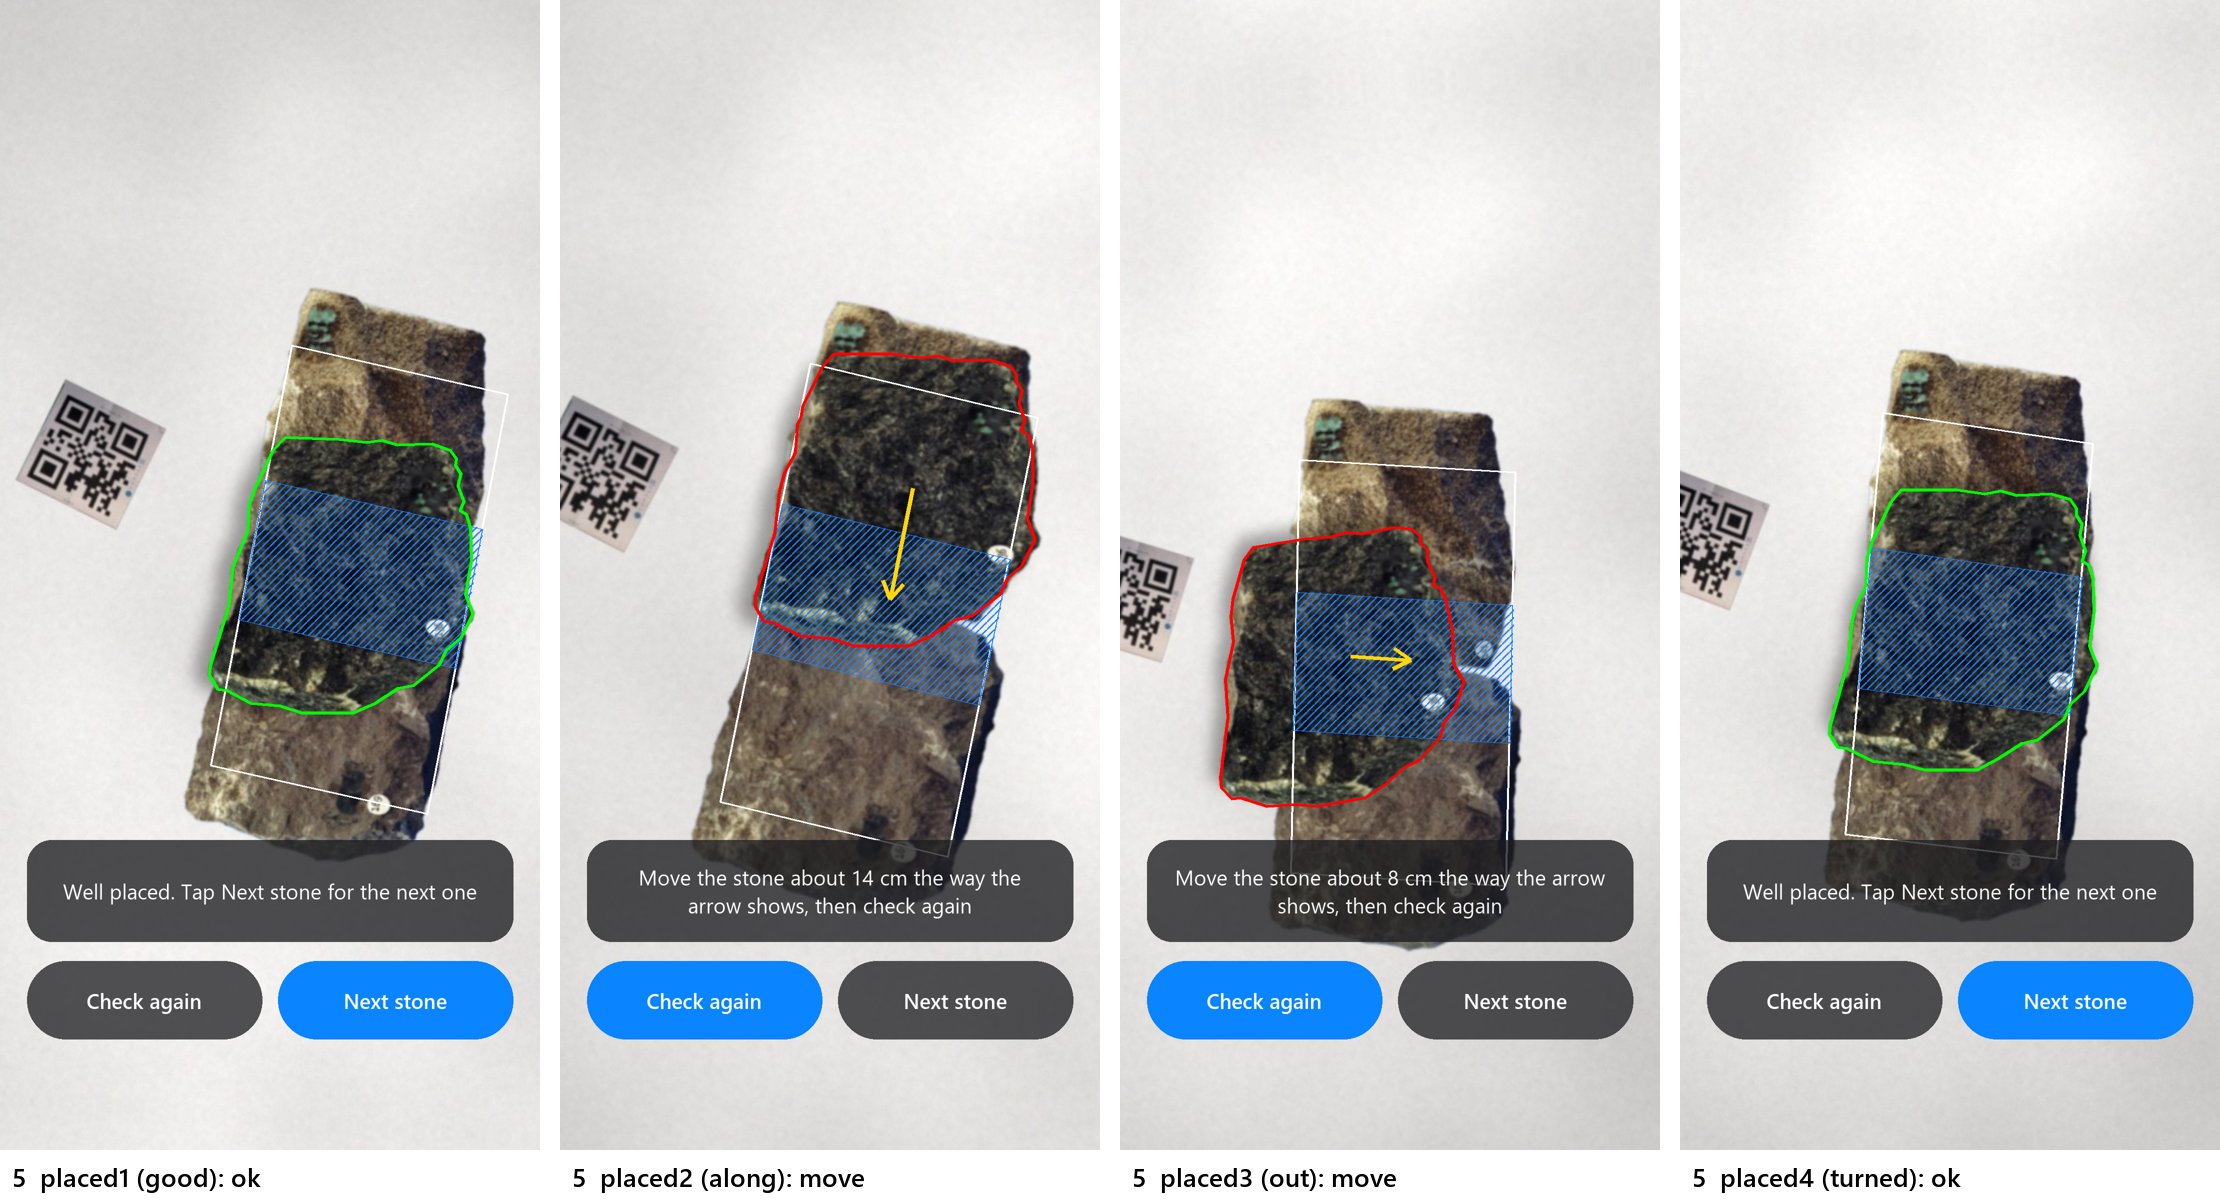 Well placed. Tap Next stone for the next one
Check again
Next stone
5 placed1 (good): ok
Move the stone about 14 cm the way the
arrow shows, then check again
Check again
Next stone
5 placed2 (along): move
Move the stone about 8 cm the way the arrow
shows, then check again
Check again
Next stone
5 placed3 (out): move
Well placed. Tap Next stone for the next one
Check again
Next stone
5 placed4 (turned): ok